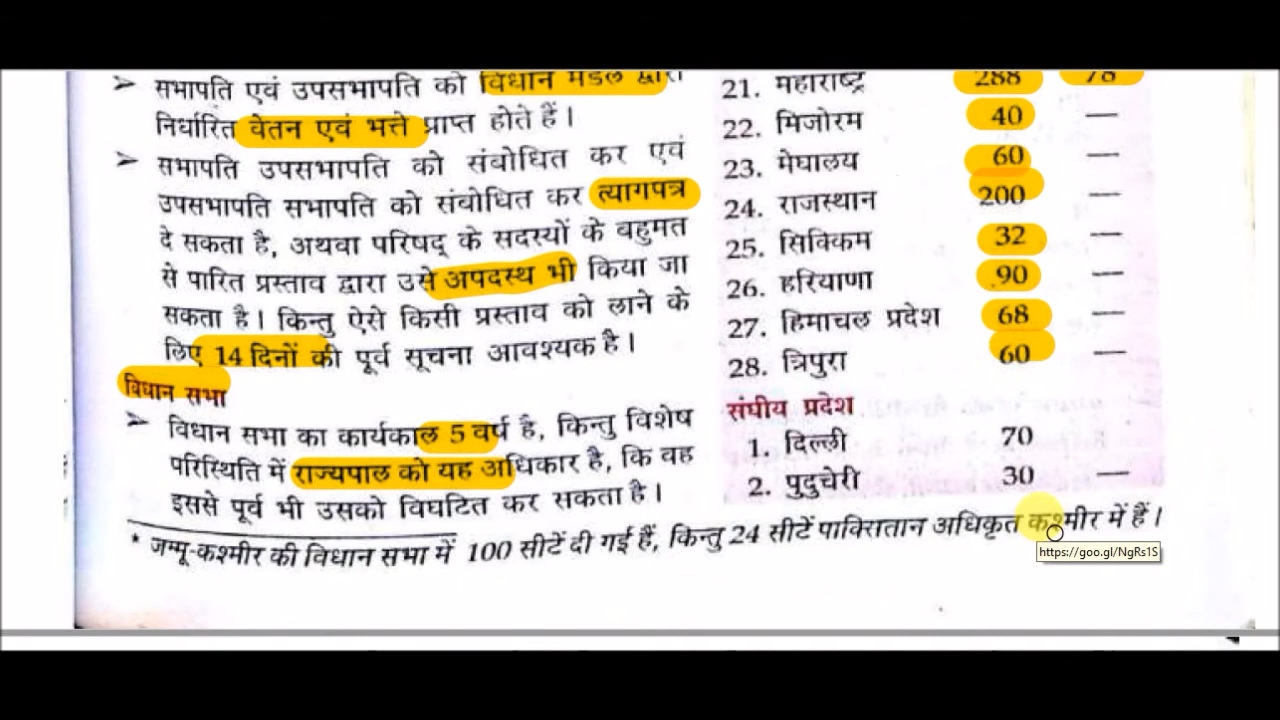 ➤ सभापति एवं उपसभापति को विधान मंडल द्वारा
निर्धारित वेतन एवं भत्ते प्राप्त होते हैं।
➤ सभापति उपसभापति को संबोधित कर एवं
उपसभापति सभापति को संबोधित कर त्यागपत्र
दे सकता है, अथवा परिषद् के सदस्यों के बहुमत
से पारित प्रस्ताव द्वारा उसे अपदस्थ भी किया जा
सकता है। किन्तु ऐसे किसी प्रस्ताव को लाने के
लिए 14 दिनों की पूर्व सूचना आवश्यक है।
विधान सभा
➤ विधान सभा का कार्यकाल 5 वर्ष है, किन्तु विशेष
परिस्थिति में राज्यपाल को यह अधिकार है, कि वह
इससे पूर्व भी उसको विघटित कर सकता है।
21. महाराष्ट्र 288 78
22. मिजोरम 40 —
23. मेघालय 60 —
24. राजस्थान 200 —
25. सिक्किम 32 —
26. हरियाणा 90 —
27. हिमाचल प्रदेश 68 —
28. त्रिपुरा 60 —
संघीय प्रदेश
1. दिल्ली 70
2. पुदुचेरी 30 —
* जम्मू-कश्मीर की विधान सभा में 100 सीटें दी गई हैं, किन्तु 24 सीटें पाकिस्तान अधिकृत कश्मीर में हैं।
https://goo.gl/NgRs1S